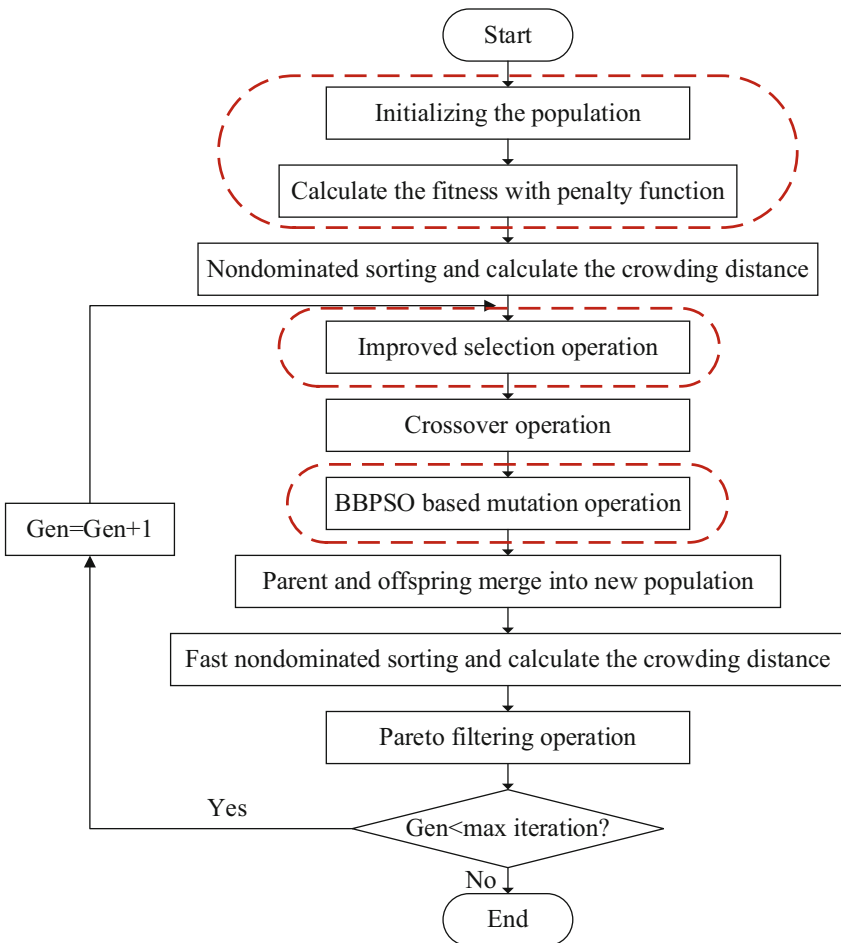 Start
Initializing the population
Calculate the fitness with penalty function
Nondominated sorting and calculate the crowding distance
Improved selection operation
Crossover operation
BBPSO based mutation operation
Gen=Gen+1
Parent and offspring merge into new population
Fast nondominated sorting and calculate the crowding distance
Pareto filtering operation
Yes
Gen<max iteration?
No
End